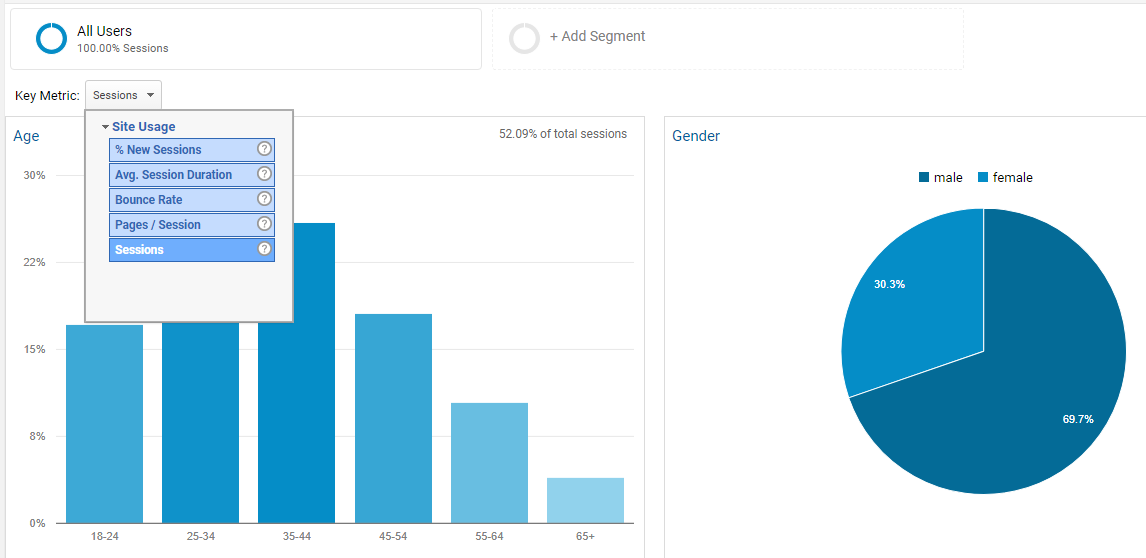 All Users
100.00% Sessions
+ Add Segment
Key Metric: Sessions
Site Usage
% New Sessions ?
Avg. Session Duration ?
Bounce Rate ?
Pages / Session ?
Sessions ?
Age
52.09% of total sessions
30%
22%
15%
8%
0%
18-24 25-34 35-44 45-54 55-64 65+
Gender
male female
30.3%
69.7%